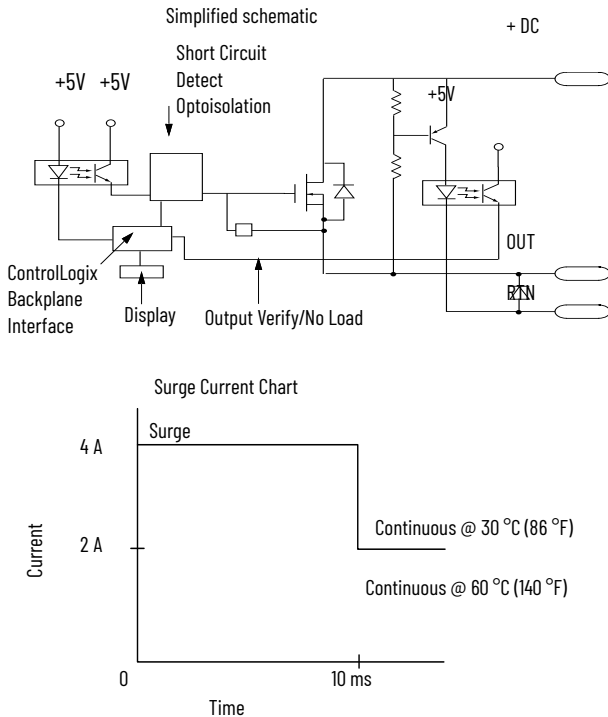 Simplified schematic
+ DC
Short Circuit
Detect
Optoisolation
+5V +5V
+5V
OUT
RTN
ControlLogix
Backplane
Interface
Display
Output Verify/No Load
Surge Current Chart
Surge
4 A
Continuous @ 30 °C (86 °F)
2 A
Continuous @ 60 °C (140 °F)
Current
0
10 ms
Time